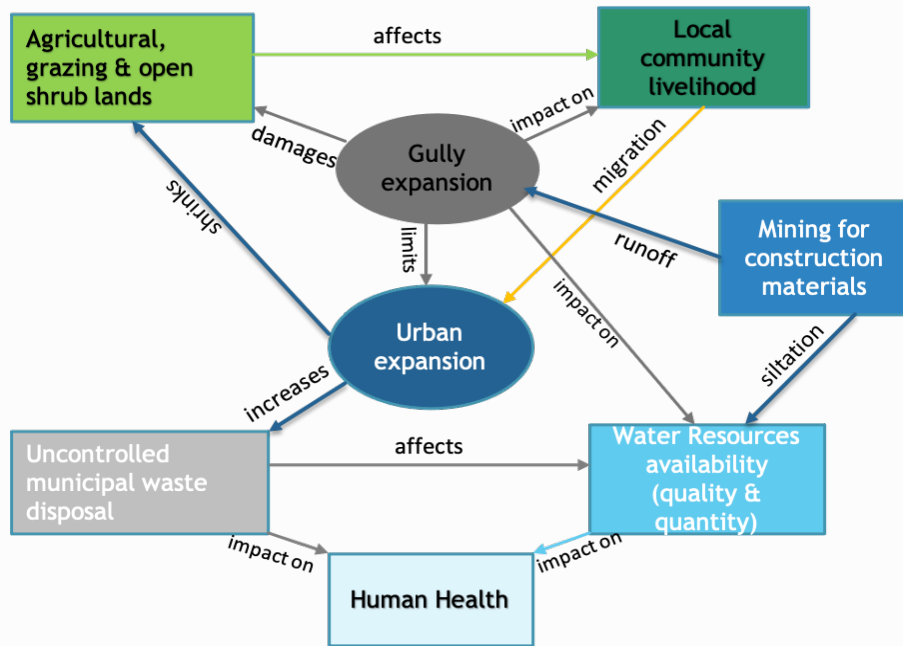 Agricultural,
grazing & open
shrub lands
affects
Local
community
livelihood
damages
impact on
Gully
expansion
migration
shrinks
limits
runoff
Mining for
construction
materials
impact on
Urban
expansion
siltation
increases
Uncontrolled
municipal waste
disposal
affects
Water Resources
availability
(quality &
quantity)
impact on
impact on
Human Health